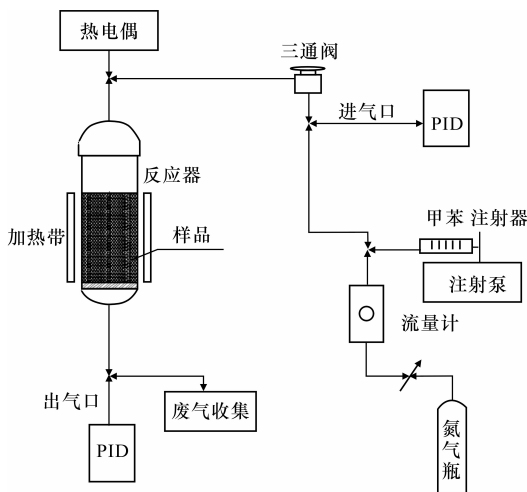 热电偶
三通阀
进气口
PID
反应器
加热带
样品
甲苯 注射器
注射泵
流量计
出气口
废气收集
PID
氮气瓶